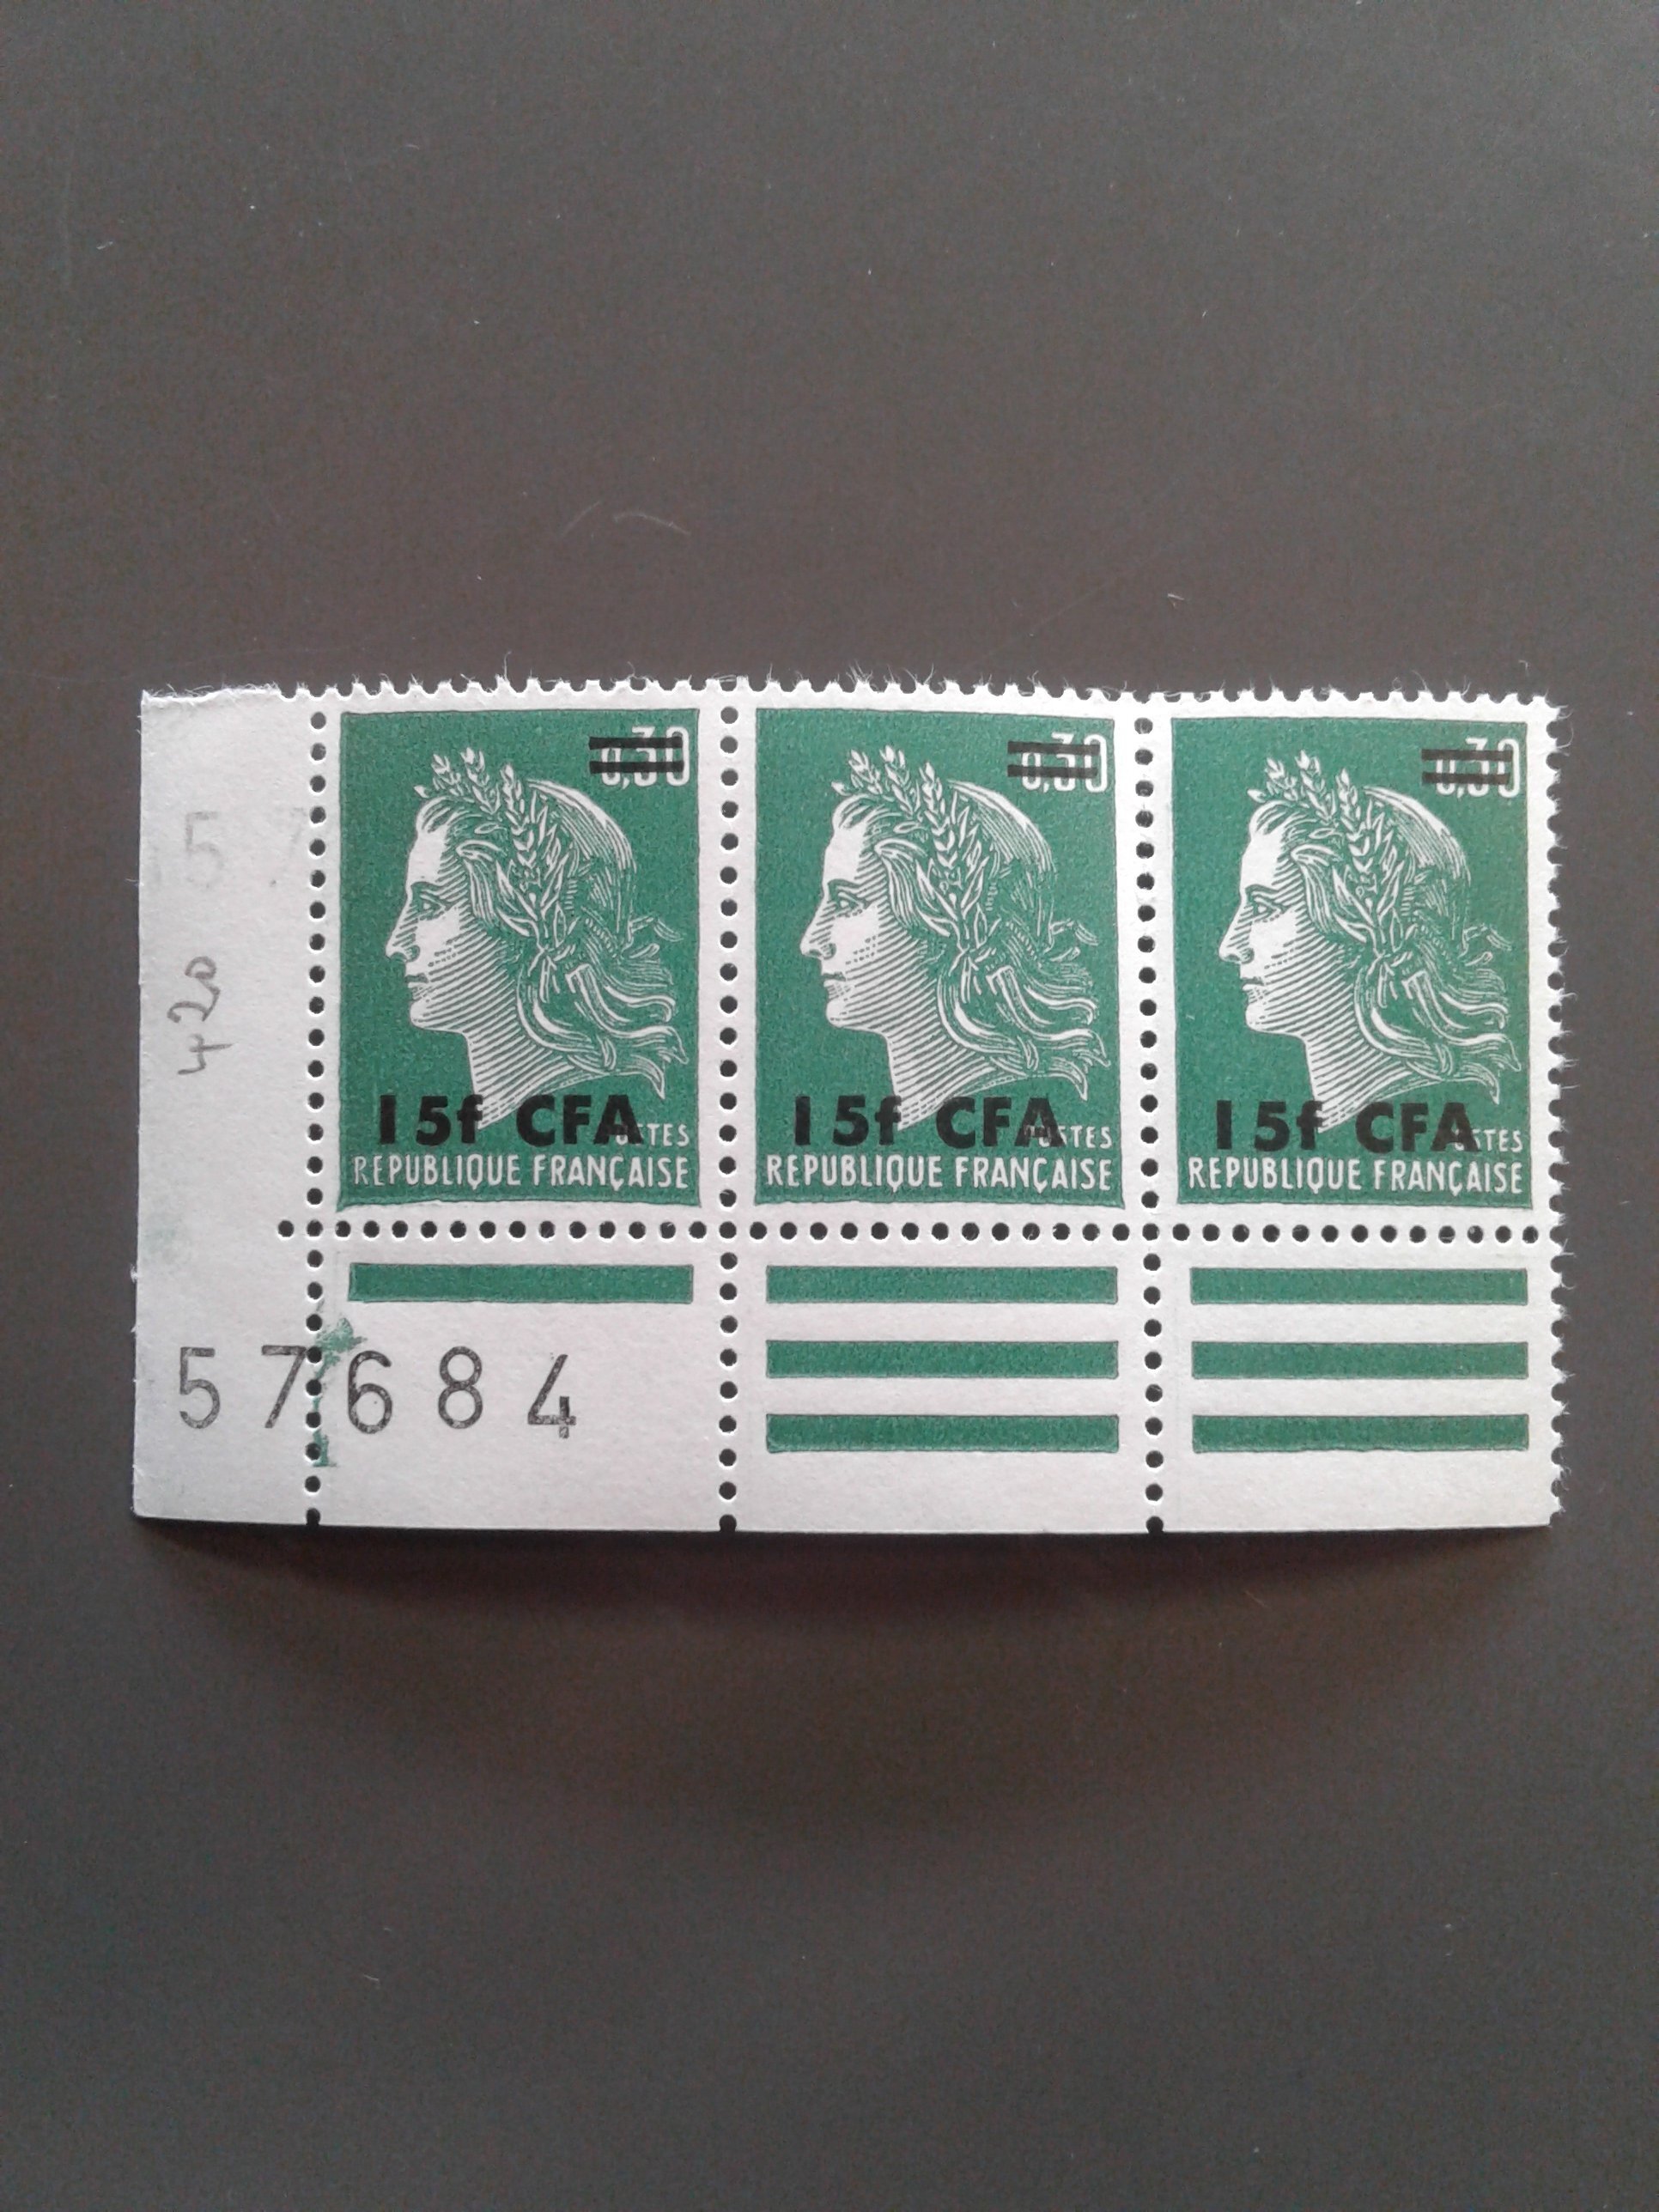 0,30 0,30 0,30
57
420
15f CFA 15f CFA 15f CFA
POSTES POSTES POSTES
REPUBLIQUE FRANÇAISE REPUBLIQUE FRANÇAISE REPUBLIQUE FRANÇAISE
57684